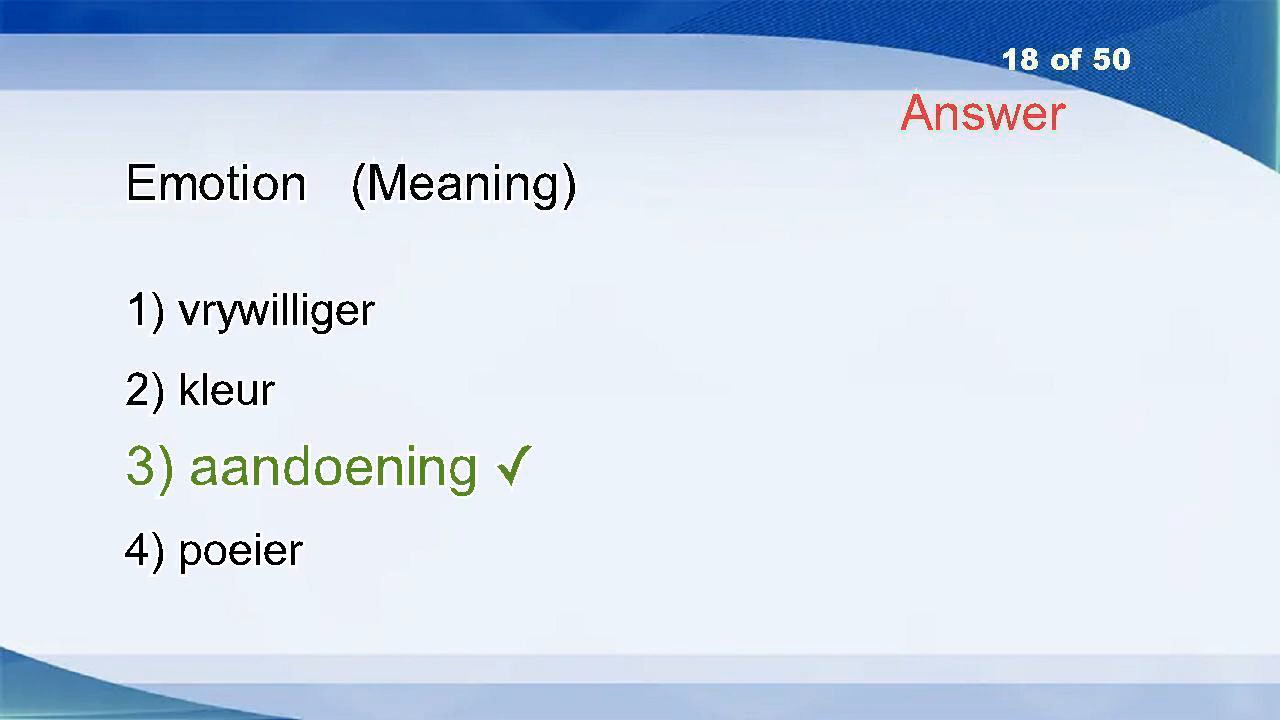 18 of 50
Answer
Emotion (Meaning)
1) vrywilliger
2) kleur
3) aandoening ✓
4) poeier